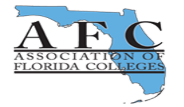 AFC
ASSOCIATION OF
FLORIDA COLLEGES